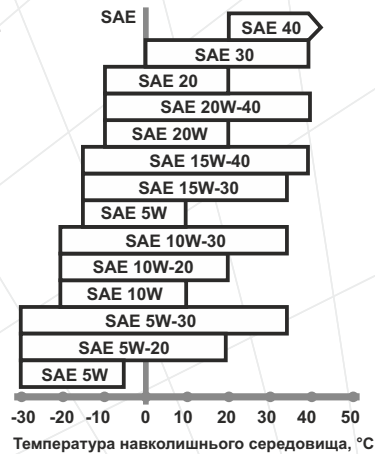 SAE
SAE 40
SAE 30
SAE 20
SAE 20W-40
SAE 20W
SAE 15W-40
SAE 15W-30
SAE 5W
SAE 10W-30
SAE 10W-20
SAE 10W
SAE 5W-30
SAE 5W-20
SAE 5W
-30 -20 -10 0 10 20 30 40 50
Температура навколишнього середовища, °C